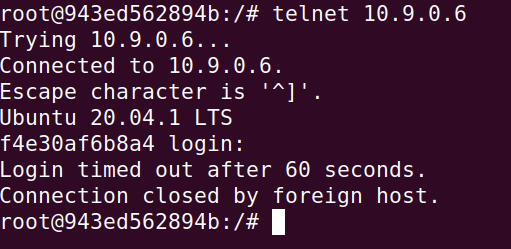 root@943ed562894b:/# telnet 10.9.0.6
Trying 10.9.0.6...
Connected to 10.9.0.6.
Escape character is '^]'.
Ubuntu 20.04.1 LTS
f4e30af6b8a4 login:
Login timed out after 60 seconds.
Connection closed by foreign host.
root@943ed562894b:/#